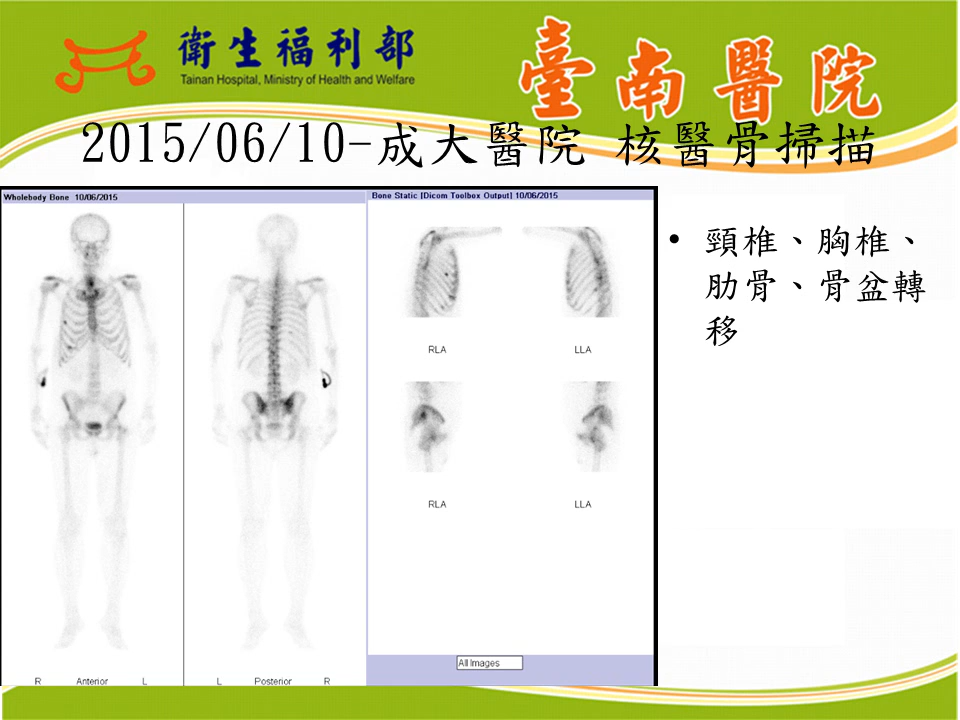 衛生福利部
Tainan Hospital, Ministry of Health and Welfare
臺南醫院
2015/06/10-成大醫院 核醫骨掃描
Wholebody Bone 10/06/2015
Bone Static [Dicom Toolbox Output] 10/06/2015
RLA LLA
RLA LLA
All Images
R Anterior L L Posterior R
• 頸椎、胸椎、
肋骨、骨盆轉
移